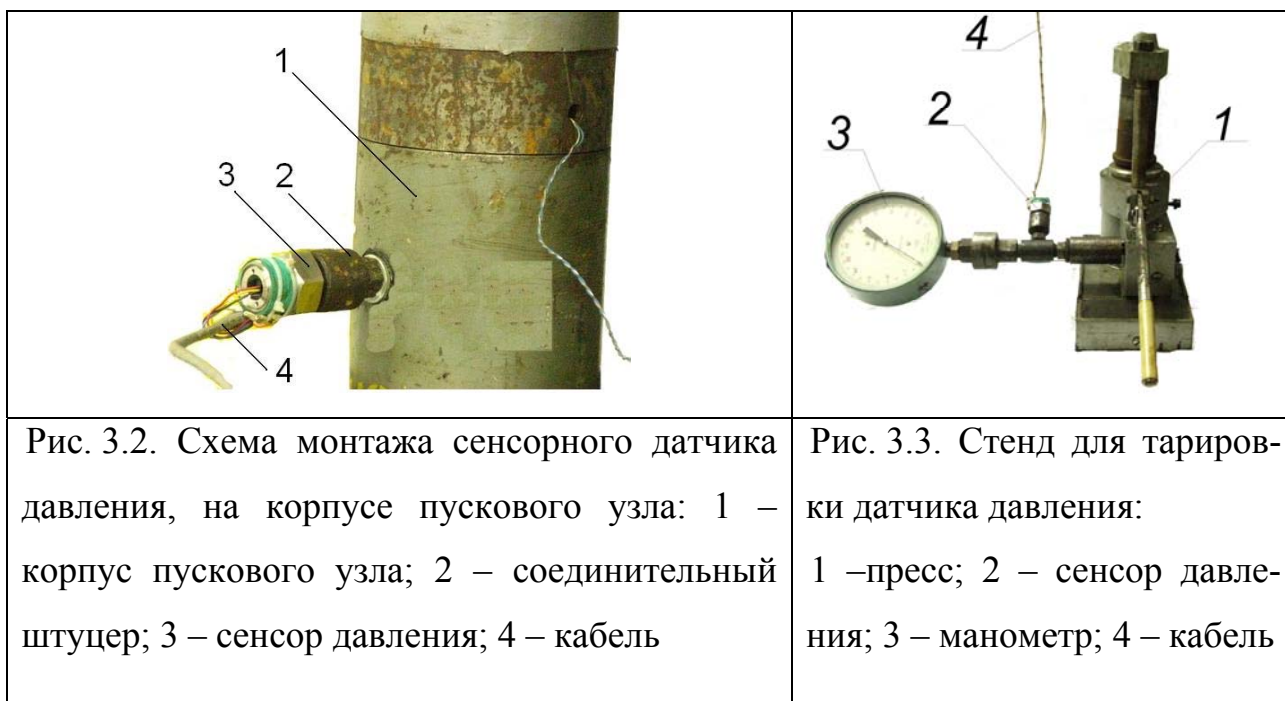 1
2
3
4
4
2
3
1
Рис. 3.2. Схема монтажа сенсорного датчика
давления, на корпусе пускового узла: 1 –
корпус пускового узла; 2 – соединительный
штуцер; 3 – сенсор давления; 4 – кабель
Рис. 3.3. Стенд для тариров-
ки датчика давления:
1 –пресс; 2 – сенсор давле-
ния; 3 – манометр; 4 – кабель